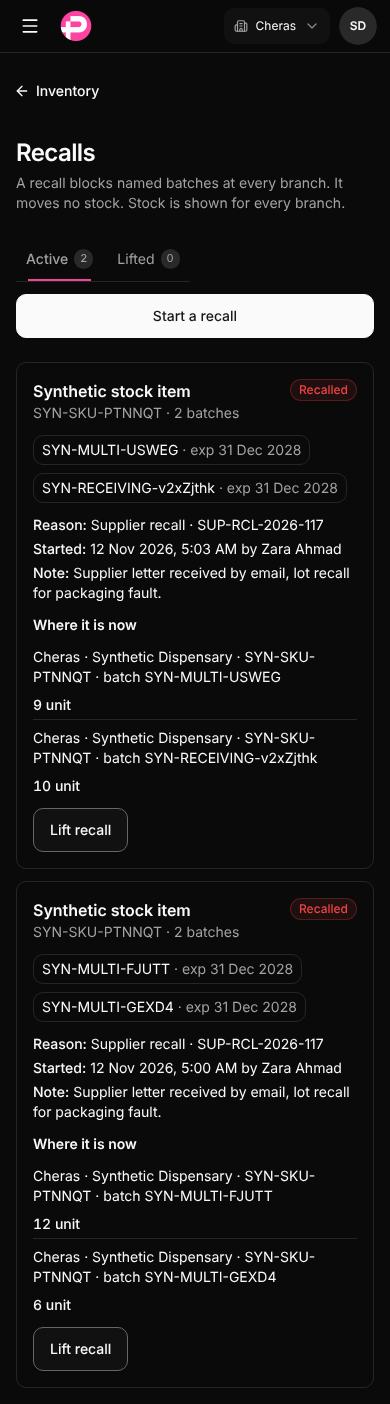 Cheras
SD
Inventory
Recalls
A recall blocks named batches at every branch. It
moves no stock. Stock is shown for every branch.
Active 2 Lifted 0
Start a recall
Synthetic stock item Recalled
SYN-SKU-PTNNQT · 2 batches
SYN-MULTI-USWEG · exp 31 Dec 2028
SYN-RECEIVING-v2xZjthk · exp 31 Dec 2028
Reason: Supplier recall · SUP-RCL-2026-117
Started: 12 Nov 2026, 5:03 AM by Zara Ahmad
Note: Supplier letter received by email, lot recall
for packaging fault.
Where it is now
Cheras · Synthetic Dispensary · SYN-SKU-
PTNNQT · batch SYN-MULTI-USWEG
9 unit
Cheras · Synthetic Dispensary · SYN-SKU-
PTNNQT · batch SYN-RECEIVING-v2xZjthk
10 unit
Lift recall
Synthetic stock item Recalled
SYN-SKU-PTNNQT · 2 batches
SYN-MULTI-FJUTT · exp 31 Dec 2028
SYN-MULTI-GEXD4 · exp 31 Dec 2028
Reason: Supplier recall · SUP-RCL-2026-117
Started: 12 Nov 2026, 5:00 AM by Zara Ahmad
Note: Supplier letter received by email, lot recall
for packaging fault.
Where it is now
Cheras · Synthetic Dispensary · SYN-SKU-
PTNNQT · batch SYN-MULTI-FJUTT
12 unit
Cheras · Synthetic Dispensary · SYN-SKU-
PTNNQT · batch SYN-MULTI-GEXD4
6 unit
Lift recall